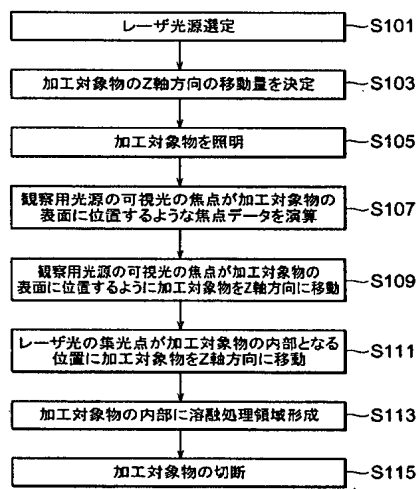 レーザ光源選定
S101
加工対象物のZ軸方向の移動量を決定
S103
加工対象物を照明
S105
観察用光源の可視光の焦点が加工対象物の
表面に位置するような焦点データを演算
S107
観察用光源の可視光の焦点が加工対象物の
表面に位置するように加工対象物をZ軸方向に移動
S109
レーザ光の集光点が加工対象物の内部となる
位置に加工対象物をZ軸方向に移動
S111
加工対象物の内部に溶融処理領域形成
S113
加工対象物の切断
S115